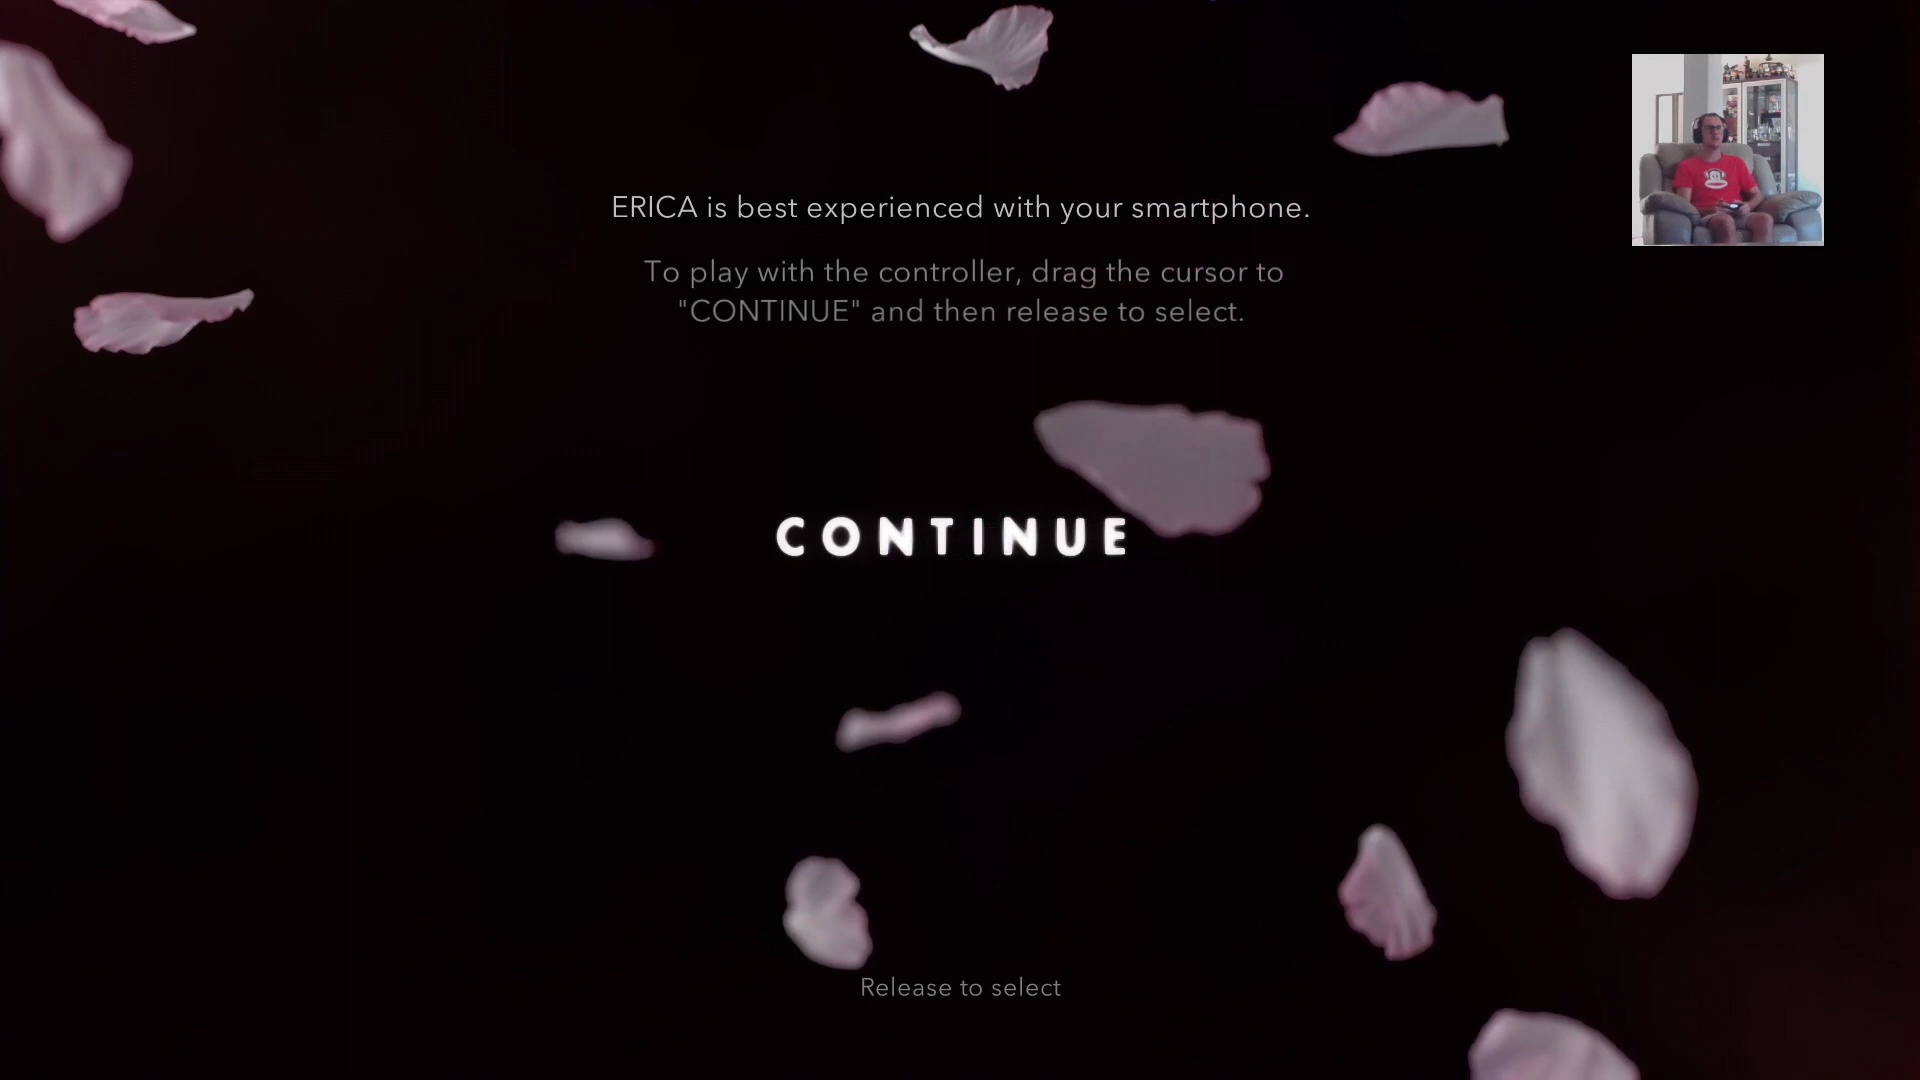 ERICA is best experienced with your smartphone.
To play with the controller, drag the cursor to
"CONTINUE" and then release to select.
CONTINUE
Release to select